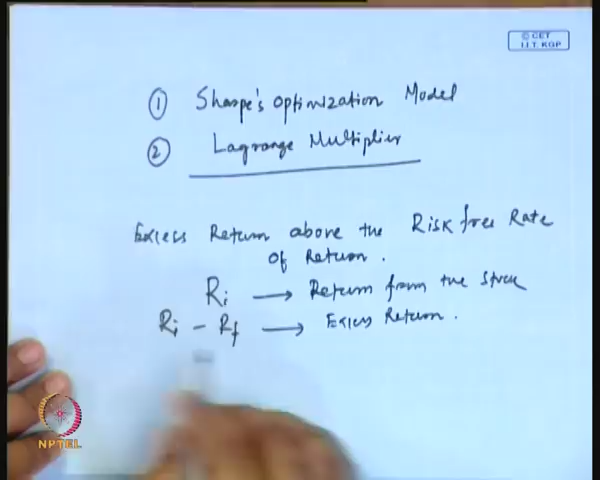 © CET
I.I.T. KGP
① Sharpe's Optimization Model
② Lagrange Multiplier
Excess Return above the Risk free Rate
of Return.
Ri → Return from the Stock
Ri - Rf → Excess Return.
NPTEL